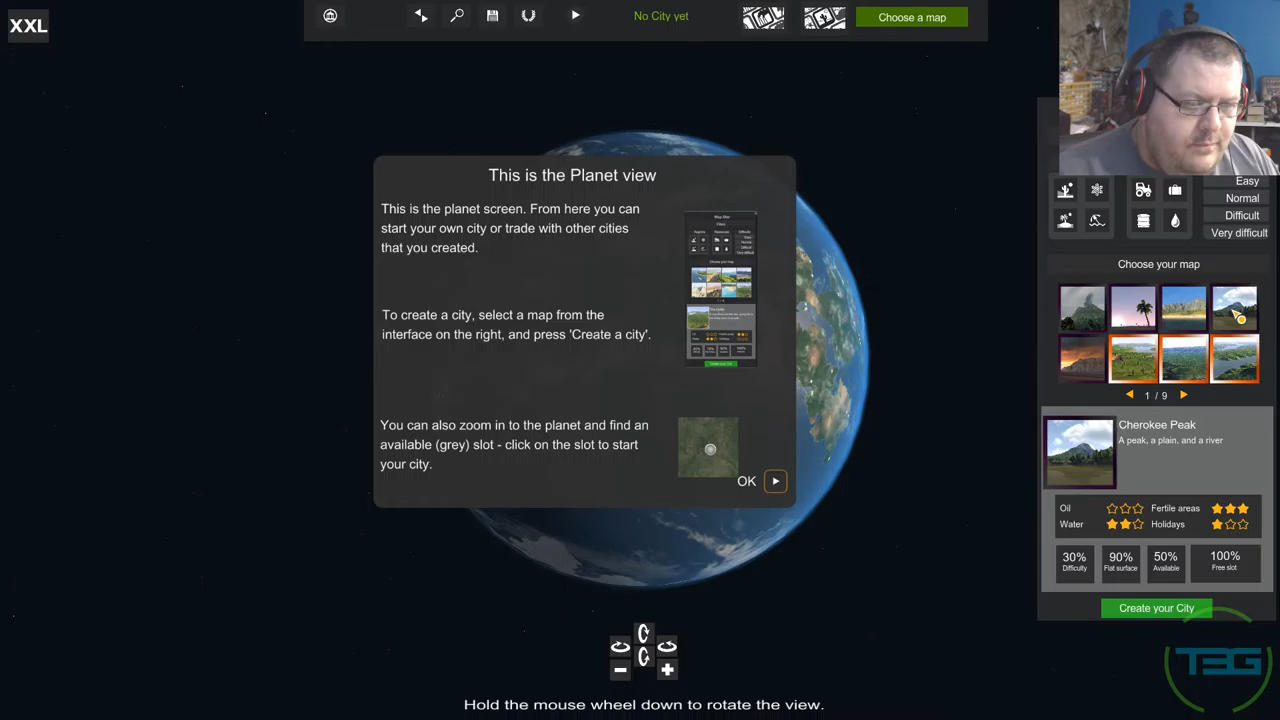 XXL
No City yet
Choose a map
Easy
Normal
Difficult
Very difficult
Choose your map
1 / 9
Cherokee Peak
A peak, a plain, and a river
Oil
Fertile areas
Water
Holidays
30%
Difficulty
90%
Flat surface
50%
Available
100%
Free slot
Create your City
This is the Planet view
This is the planet screen. From here you can
start your own city or trade with other cities
that you created.
To create a city, select a map from the
interface on the right, and press 'Create a city'.
You can also zoom in to the planet and find an
available (grey) slot - click on the slot to start
your city.
OK
TBG
Hold the mouse wheel down to rotate the view.